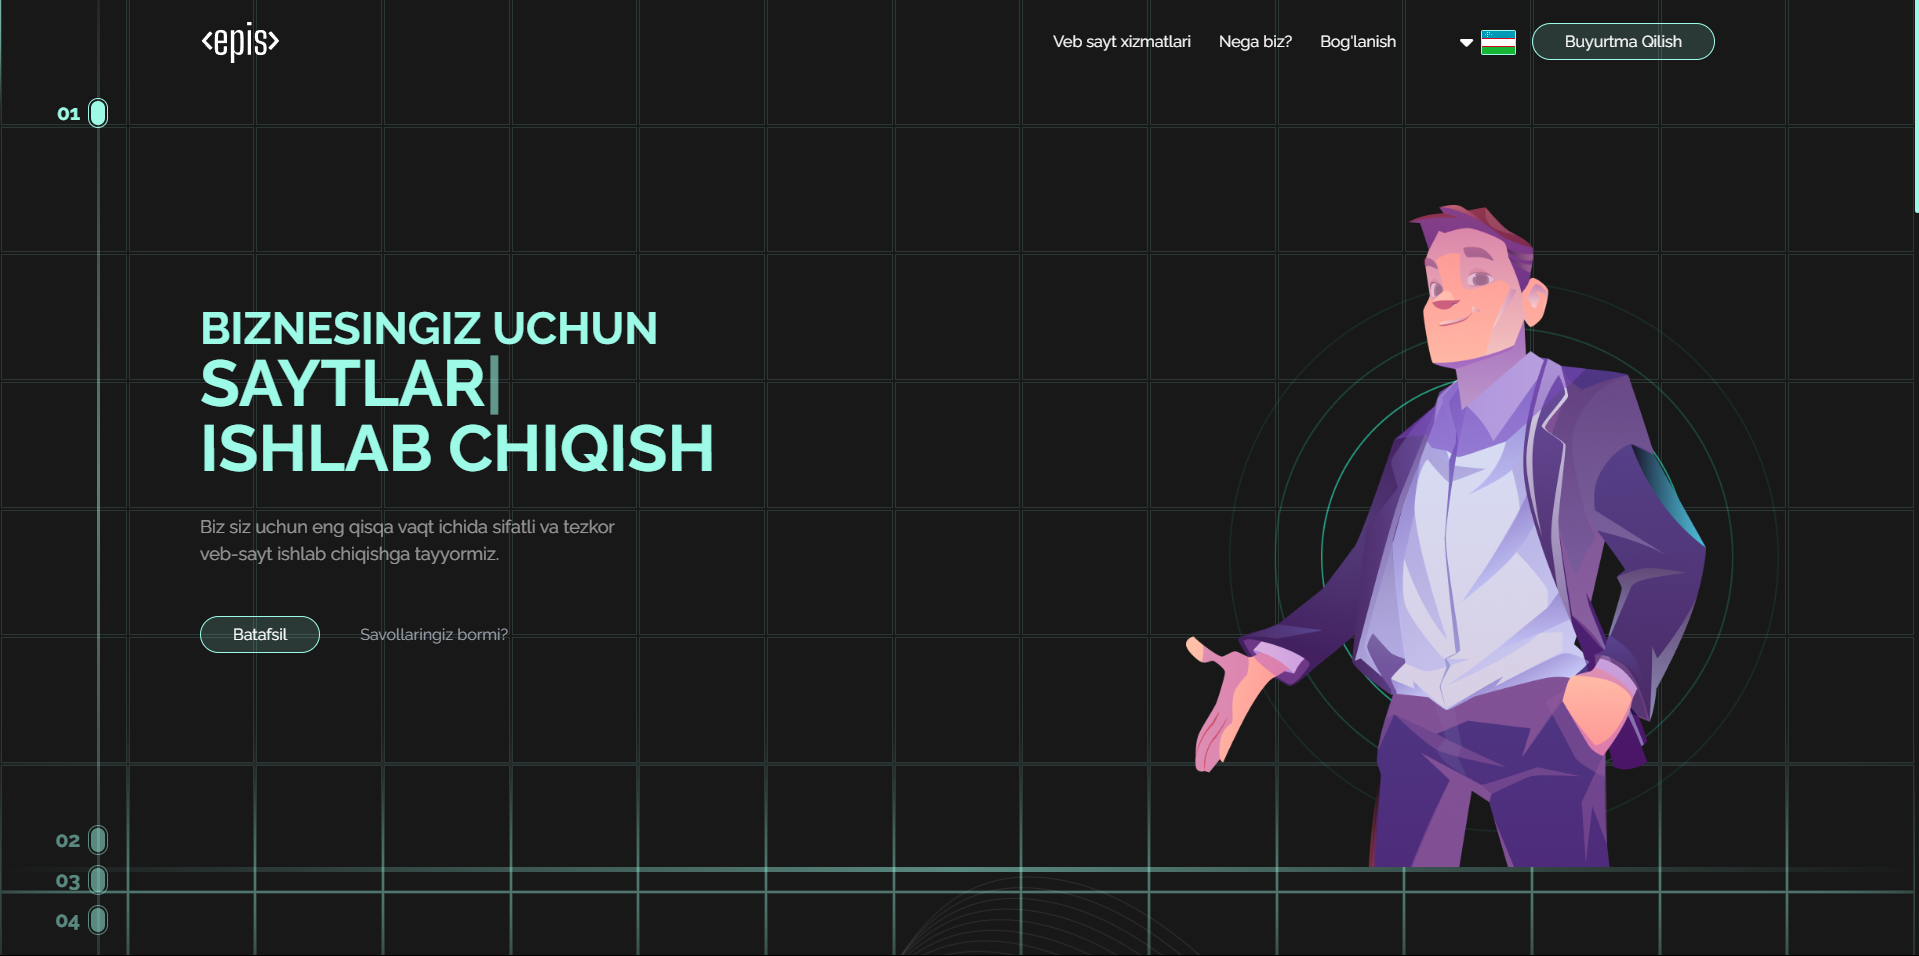 <epis>
Veb sayt xizmatlari
Nega biz?
Bog'lanish
Buyurtma Qilish
01
BIZNESINGIZ UCHUN
SAYTLAR|
ISHLAB CHIQISH
Biz siz uchun eng qisqa vaqt ichida sifatli va tezkor
veb-sayt ishlab chiqishga tayyormiz.
Batafsil
Savollaringiz bormi?
02
03
04